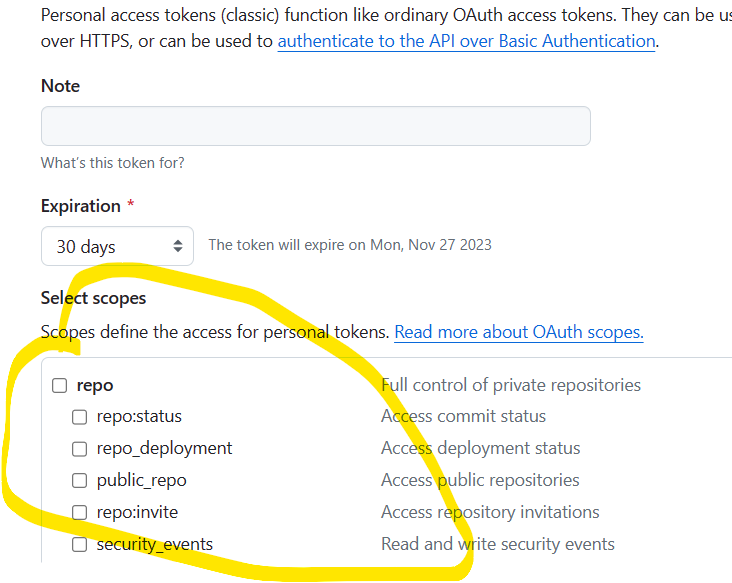 Personal access tokens (classic) function like ordinary OAuth access tokens. They can be
over HTTPS, or can be used to authenticate to the API over Basic Authentication.
Note
What's this token for?
Expiration *
30 days The token will expire on Mon, Nov 27 2023
Select scopes
Scopes define the access for personal tokens. Read more about OAuth scopes.
repo Full control of private repositories
repo:status Access commit status
repo_deployment Access deployment status
public_repo Access public repositories
repo:invite Access repository invitations
security_events Read and write security events